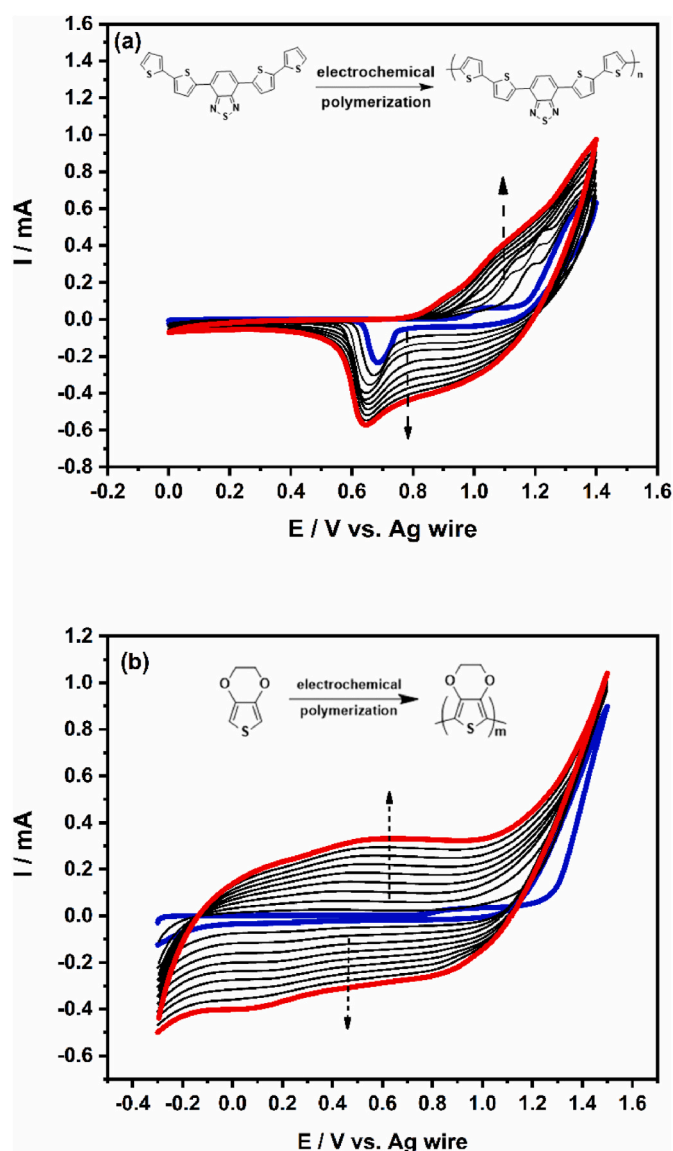 (a)
electrochemical
polymerization
S S S S
N N
S
S S S S
N N
S
n
I / mA
1.6
1.4
1.2
1.0
0.8
0.6
0.4
0.2
0.0
-0.2
-0.4
-0.6
-0.8
-0.2 0.0 0.2 0.4 0.6 0.8 1.0 1.2 1.4 1.6
E / V vs. Ag wire
(b)
electrochemical
polymerization
O O
S
O O
S
m
I / mA
1.2
1.0
0.8
0.6
0.4
0.2
0.0
-0.2
-0.4
-0.6
-0.4 -0.2 0.0 0.2 0.4 0.6 0.8 1.0 1.2 1.4 1.6
E / V vs. Ag wire